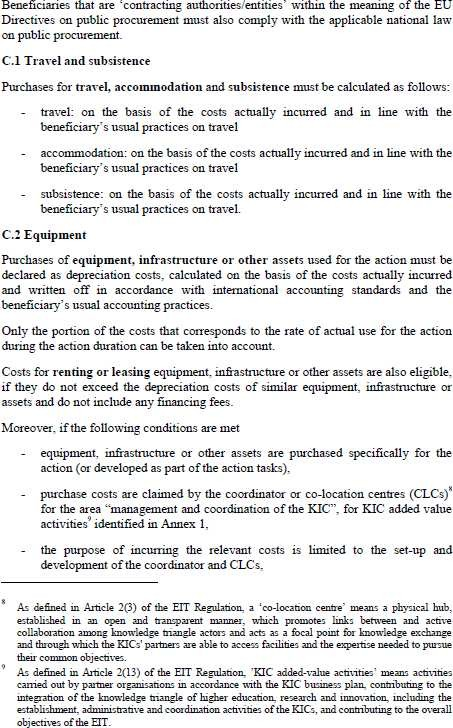 Beneficiaries that are ‘contracting authorities/entities’ within the meaning of the EU
Directives on public procurement must also comply with the applicable national law
on public procurement.
C.1 Travel and subsistence
Purchases for travel, accommodation and subsistence must be calculated as follows:
- travel: on the basis of the costs actually incurred and in line with the
beneficiary’s usual practices on travel
- accommodation: on the basis of the costs actually incurred and in line with the
beneficiary’s usual practices on travel
- subsistence: on the basis of the costs actually incurred and in line with the
beneficiary’s usual practices on travel.
C.2 Equipment
Purchases of equipment, infrastructure or other assets used for the action must be
declared as depreciation costs, calculated on the basis of the costs actually incurred
and written off in accordance with international accounting standards and the
beneficiary’s usual accounting practices.
Only the portion of the costs that corresponds to the rate of actual use for the action
during the action duration can be taken into account.
Costs for renting or leasing equipment, infrastructure or other assets are also eligible,
if they do not exceed the depreciation costs of similar equipment, infrastructure or
assets and do not include any financing fees.
Moreover, if the following conditions are met
- equipment, infrastructure or other assets are purchased specifically for the
action (or developed as part of the action tasks),
- purchase costs are claimed by the coordinator or co-location centres (CLCs)8
for the area “management and coordination of the KIC”, for KIC added value
activities9 identified in Annex 1,
- the purpose of incurring the relevant costs is limited to the set-up and
development of the coordinator and CLCs,
8 As defined in Article 2(3) of the EIT Regulation, a ‘co-location centre’ means a physical hub,
established in an open and transparent manner, which promotes links between and active
collaboration among knowledge triangle actors and acts as a focal point for knowledge exchange
and through which the KICs' partners are able to access facilities and the expertise needed to pursue
their common objectives.
9 As defined in Article 2(13) of the EIT Regulation, 'KIC added-value activities’ means activities
carried out by partner organisations in accordance with the KIC business plan, contributing to the
integration of the knowledge triangle of higher education, research and innovation, including the
establishment, administrative and coordination activities of the KICs, and contributing to the overall
objectives of the EIT.